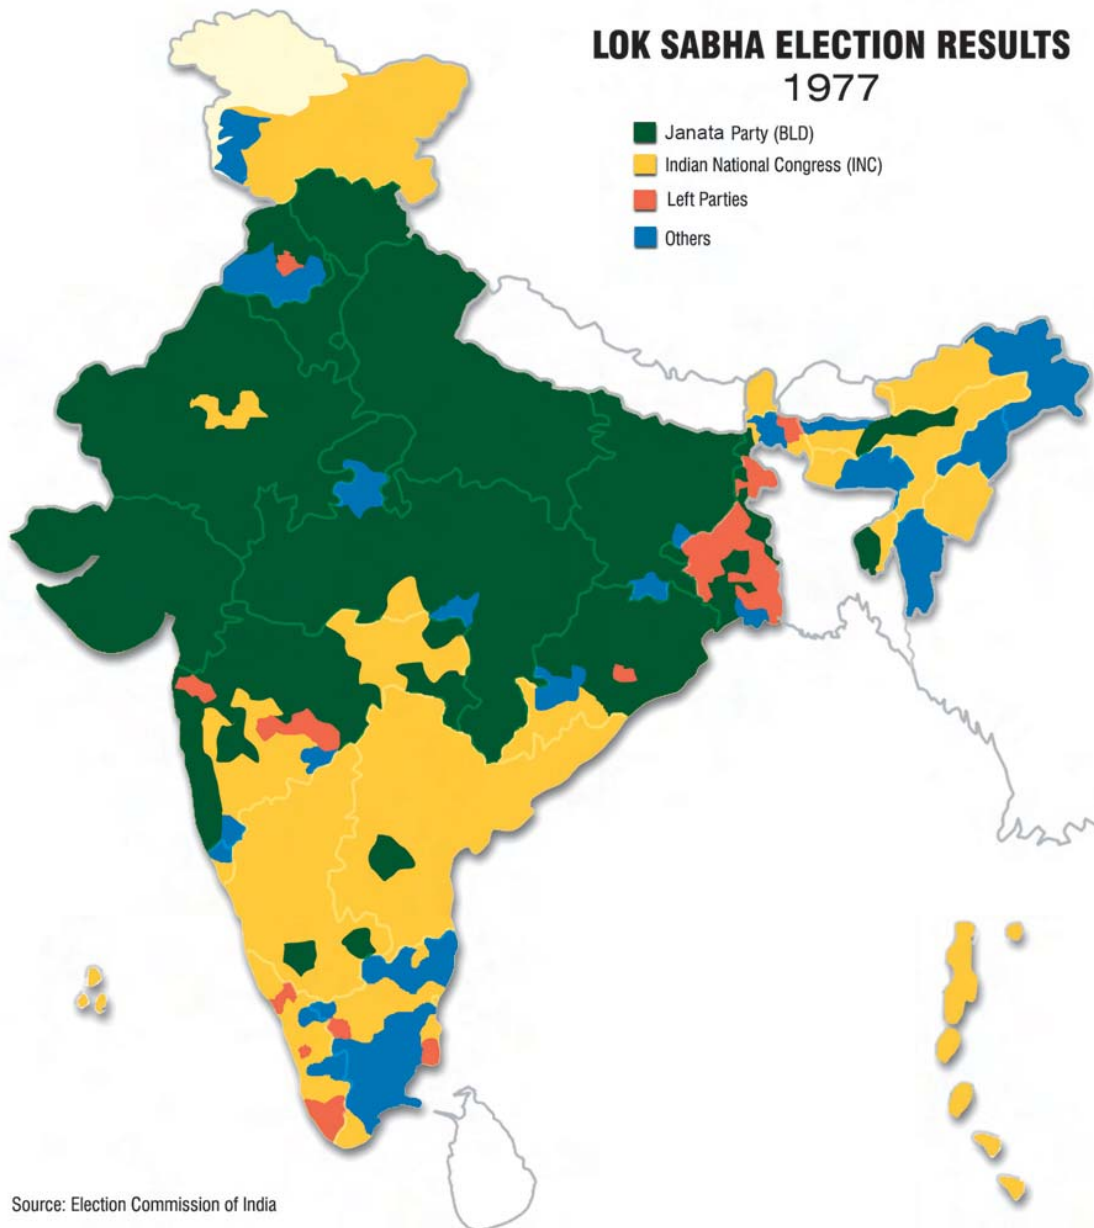 LOK SABHA ELECTION RESULTS
1977
Janata Party (BLD)
Indian National Congress (INC)
Left Parties
Others
Source: Election Commission of India